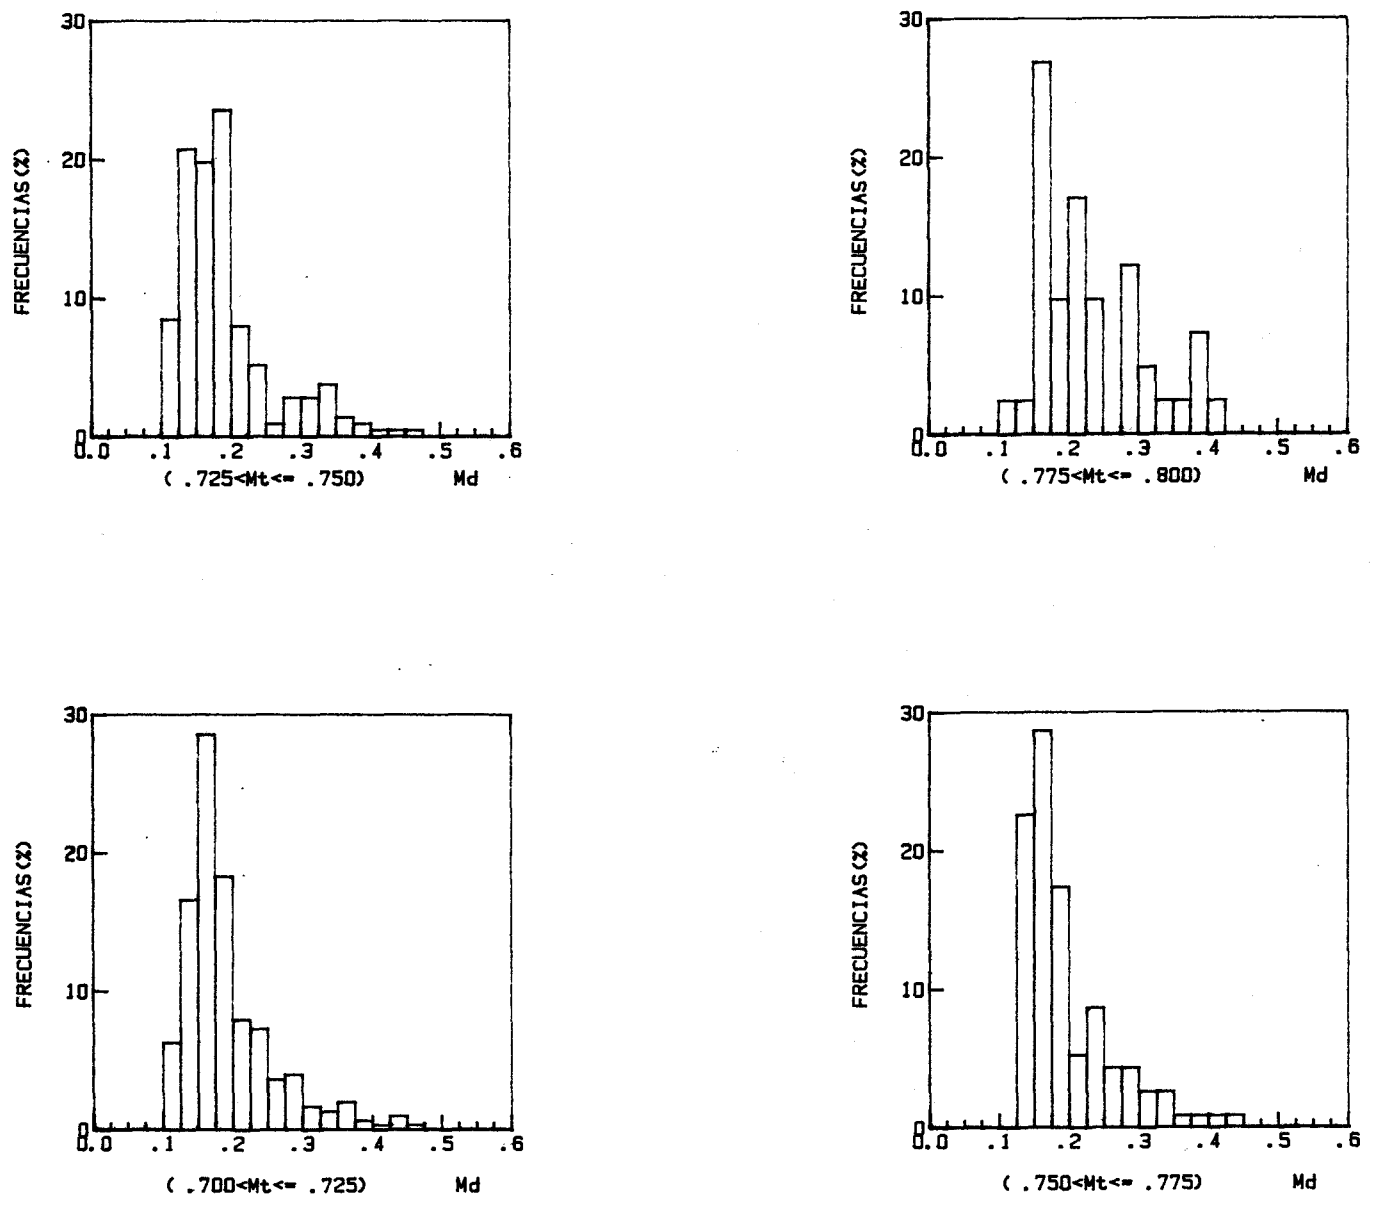 30
20
10
0
FRECUENCIAS(%)
0.0 .1 .2 .3 .4 .5 .6
( .725<Mt<= .750) Md
30
20
10
0
FRECUENCIAS(%)
0.0 .1 .2 .3 .4 .5 .6
( .775<Mt<= .800) Md
30
20
10
0
FRECUENCIAS(%)
0.0 .1 .2 .3 .4 .5 .6
( .700<Mt<= .725) Md
30
20
10
0
FRECUENCIAS(%)
0.0 .1 .2 .3 .4 .5 .6
( .750<Mt<= .775) Md